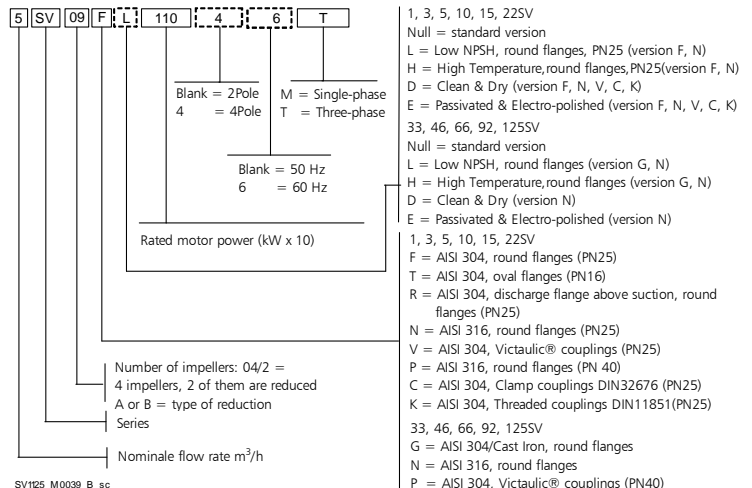 5 SV 09 F L 110 4 6 T
Blank = 2Pole
4 = 4Pole
M = Single-phase
T = Three-phase
Blank = 50 Hz
6 = 60 Hz
Rated motor power (kW x 10)
Number of impellers: 04/2 =
4 impellers, 2 of them are reduced
A or B = type of reduction
Series
Nominale flow rate m³/h
SV1125_M0039_B_sc
1, 3, 5, 10, 15, 22SV
Null = standard version
L = Low NPSH, round flanges, PN25 (version F, N)
H = High Temperature,round flanges,PN25(version F, N)
D = Clean & Dry (version F, N, V, C, K)
E = Passivated & Electro-polished (version F, N, V, C, K)
33, 46, 66, 92, 125SV
Null = standard version
L = Low NPSH, round flanges (version G, N)
H = High Temperature,round flanges (version G, N)
D = Clean & Dry (version N)
E = Passivated & Electro-polished (version N)
1, 3, 5, 10, 15, 22SV
F = AISI 304, round flanges (PN25)
T = AISI 304, oval flanges (PN16)
R = AISI 304, discharge flange above suction, round
flanges (PN25)
N = AISI 316, round flanges (PN25)
V = AISI 304, Victaulic® couplings (PN25)
P = AISI 316, round flanges (PN 40)
C = AISI 304, Clamp couplings DIN32676 (PN25)
K = AISI 304, Threaded couplings DIN11851(PN25)
33, 46, 66, 92, 125SV
G = AISI 304/Cast Iron, round flanges
N = AISI 316, round flanges
P = AISI 304, Victaulic® couplings (PN40)